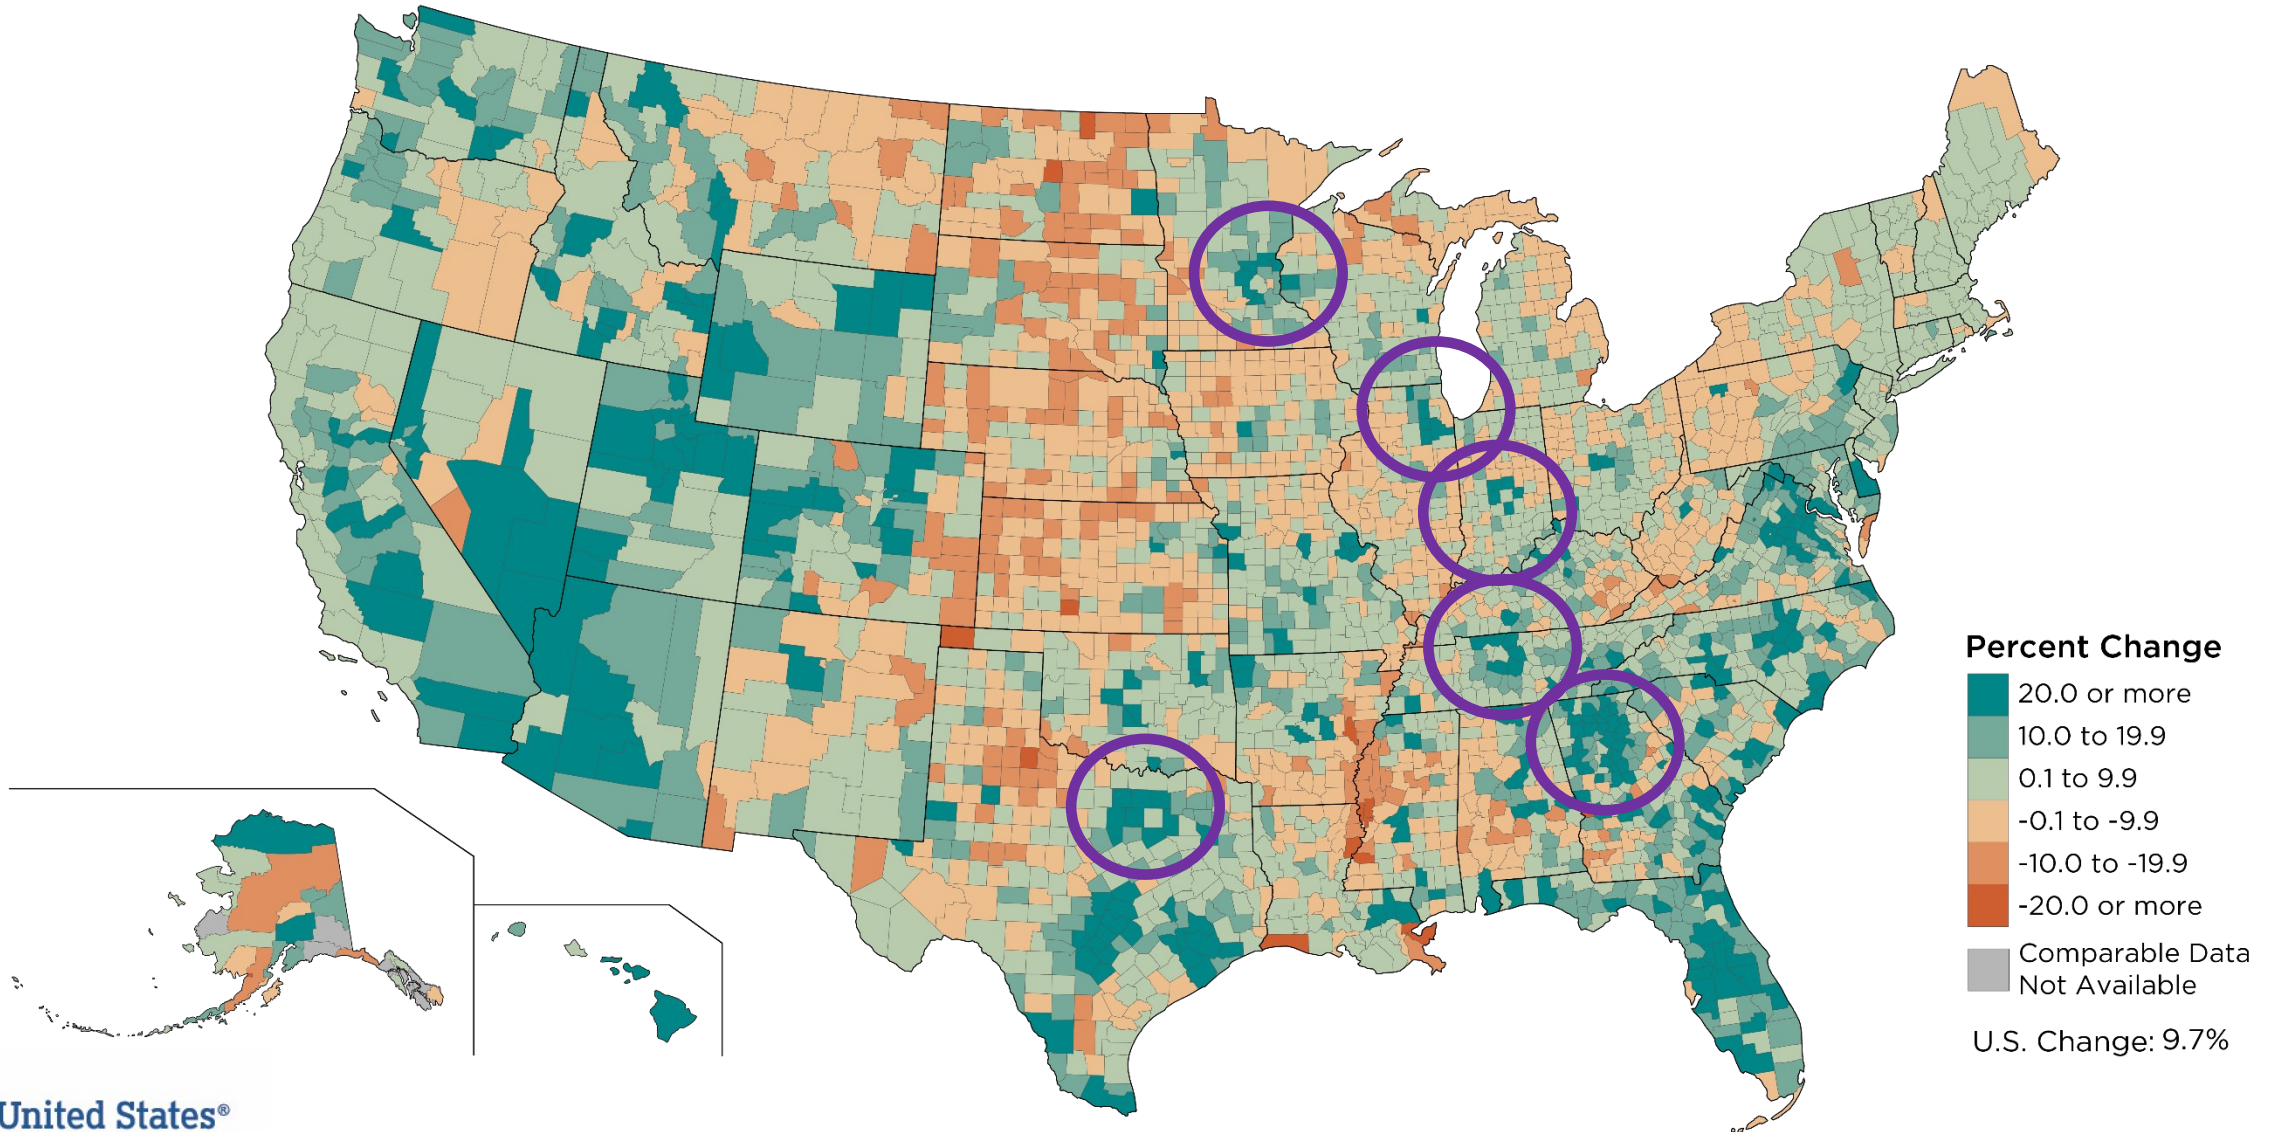 Percent Change
20.0 or more
10.0 to 19.9
0.1 to 9.9
-0.1 to -9.9
-10.0 to -19.9
-20.0 or more
Comparable Data
Not Available
U.S. Change: 9.7%
United States®